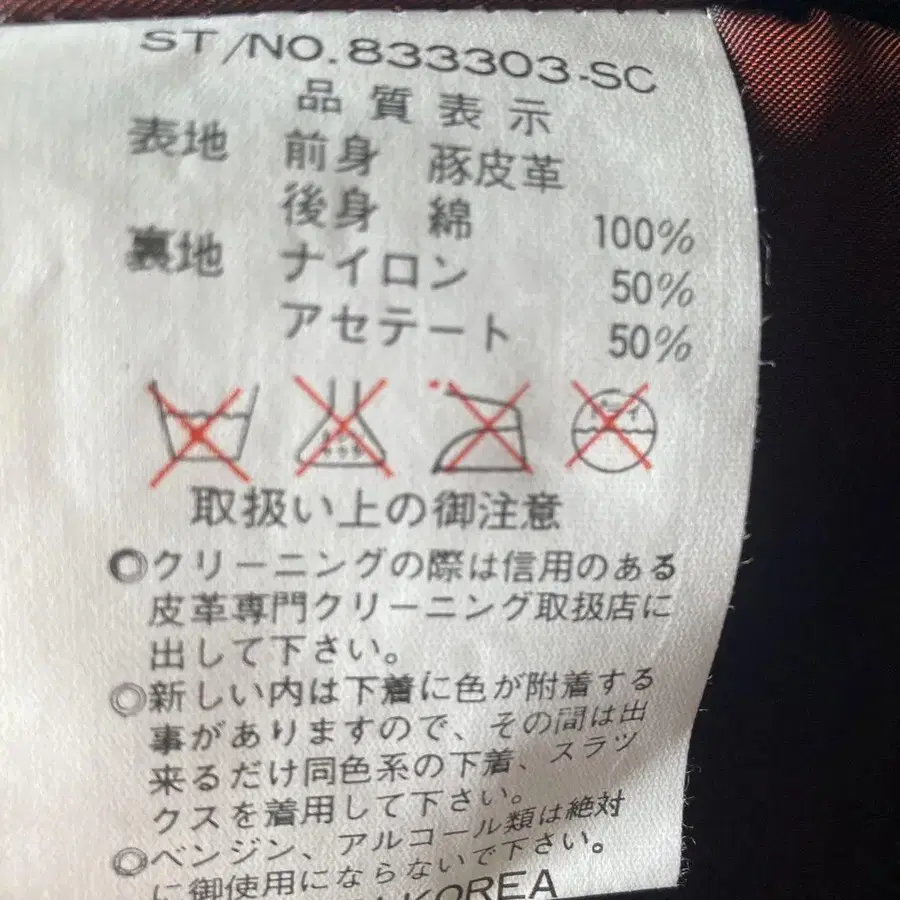 ST/NO.833303-SC
品質表示
表地 前身 豚皮革
後身 綿 100%
裏地 ナイロン 50%
アセテート 50%
取扱い上の御注意
◎クリーニングの際は信用のある
皮革専門クリーニング取扱店に
出して下さい。
◎新しい内は下着に色が附着する
事がありますので、その間は出
来るだけ同色系の下着、スラッ
クスを着用して下さい。
◎ベンジン、アルコール類は絶対
に御使用にならないで下さい。
KOREA